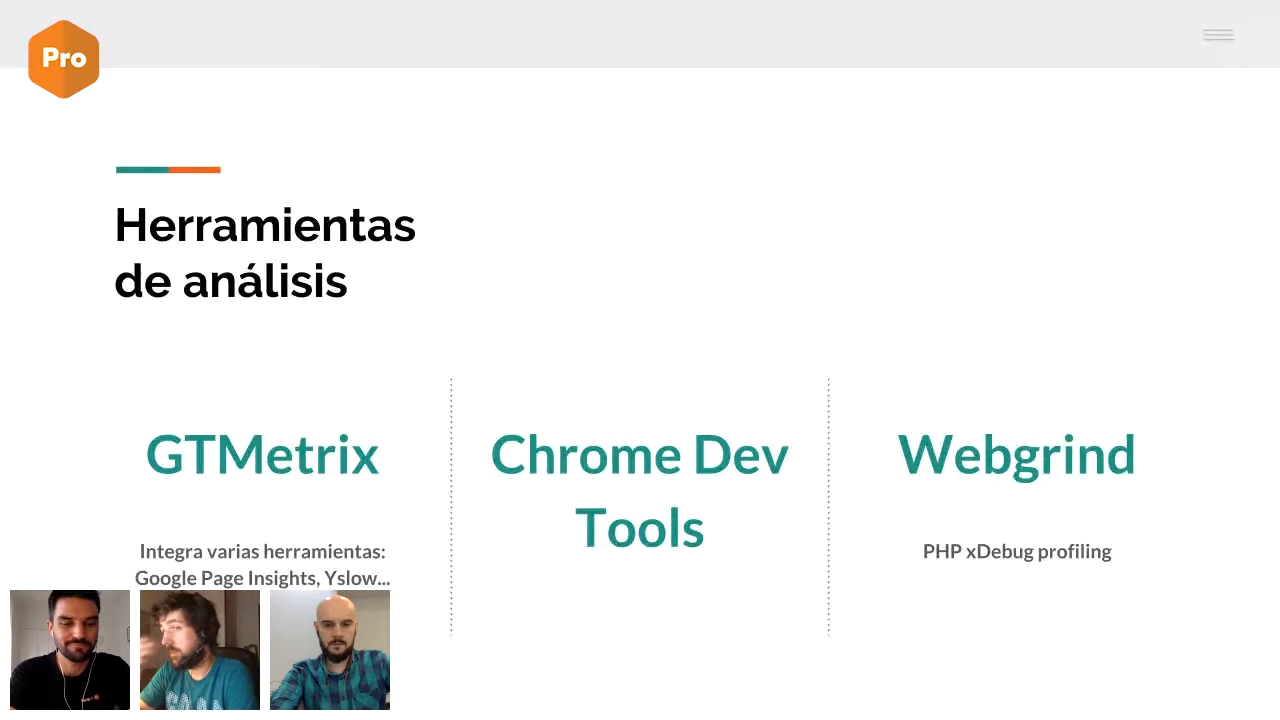 Pro
Herramientas
de análisis
GTMetrix
Integra varias herramientas:
Google Page Insights, Yslow...
Chrome Dev
Tools
Webgrind
PHP xDebug profiling